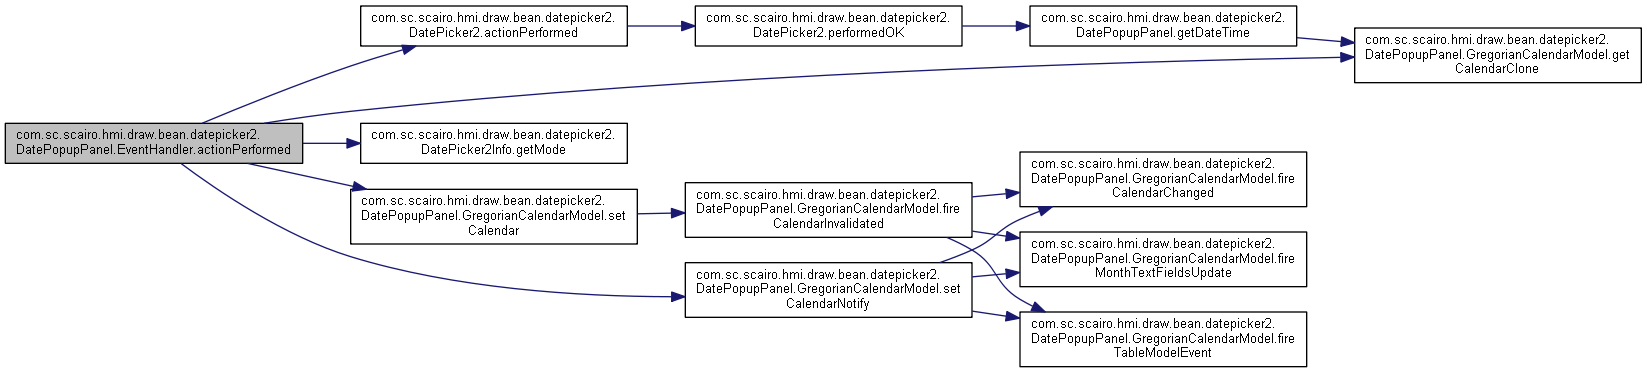 com.sc.scairo.hmi.draw.bean.datepicker2.
DatePicker2.actionPerformed
com.sc.scairo.hmi.draw.bean.datepicker2.
DatePicker2.performedOK
com.sc.scairo.hmi.draw.bean.datepicker2.
DatePopupPanel.getDateTime
com.sc.scairo.hmi.draw.bean.datepicker2.
DatePopupPanel.GregorianCalendarModel.get
CalendarClone
com.sc.scairo.hmi.draw.bean.datepicker2.
DatePopupPanel.EventHandler.actionPerformed
com.sc.scairo.hmi.draw.bean.datepicker2.
DatePicker2Info.getMode
com.sc.scairo.hmi.draw.bean.datepicker2.
DatePopupPanel.GregorianCalendarModel.set
Calendar
com.sc.scairo.hmi.draw.bean.datepicker2.
DatePopupPanel.GregorianCalendarModel.fire
CalendarInvalidated
com.sc.scairo.hmi.draw.bean.datepicker2.
DatePopupPanel.GregorianCalendarModel.set
CalendarNotify
com.sc.scairo.hmi.draw.bean.datepicker2.
DatePopupPanel.GregorianCalendarModel.fire
CalendarChanged
com.sc.scairo.hmi.draw.bean.datepicker2.
DatePopupPanel.GregorianCalendarModel.fire
MonthTextFieldsUpdate
com.sc.scairo.hmi.draw.bean.datepicker2.
DatePopupPanel.GregorianCalendarModel.fire
TableModelEvent